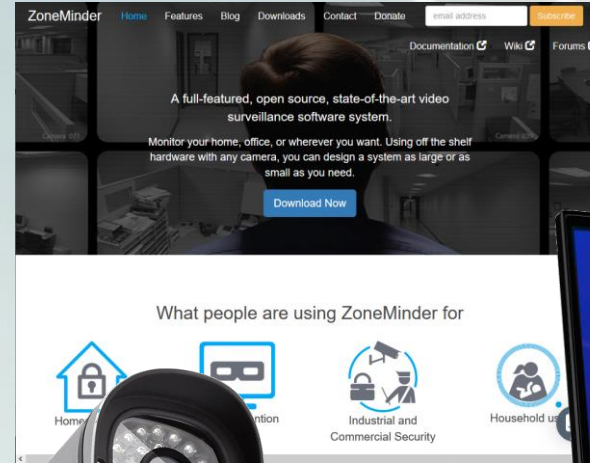 ZoneMinder Home Features Blog Downloads Contact Donate email address Subscribe
Documentation Wiki Forums
A full-featured, open source, state-of-the-art video
surveillance software system.
Monitor your home, office, or wherever you want. Using off the shelf
hardware with any camera, you can design a system as large or as
small as you need.
Download Now
What people are using ZoneMinder for
Home
Industrial and
Commercial Security
Household